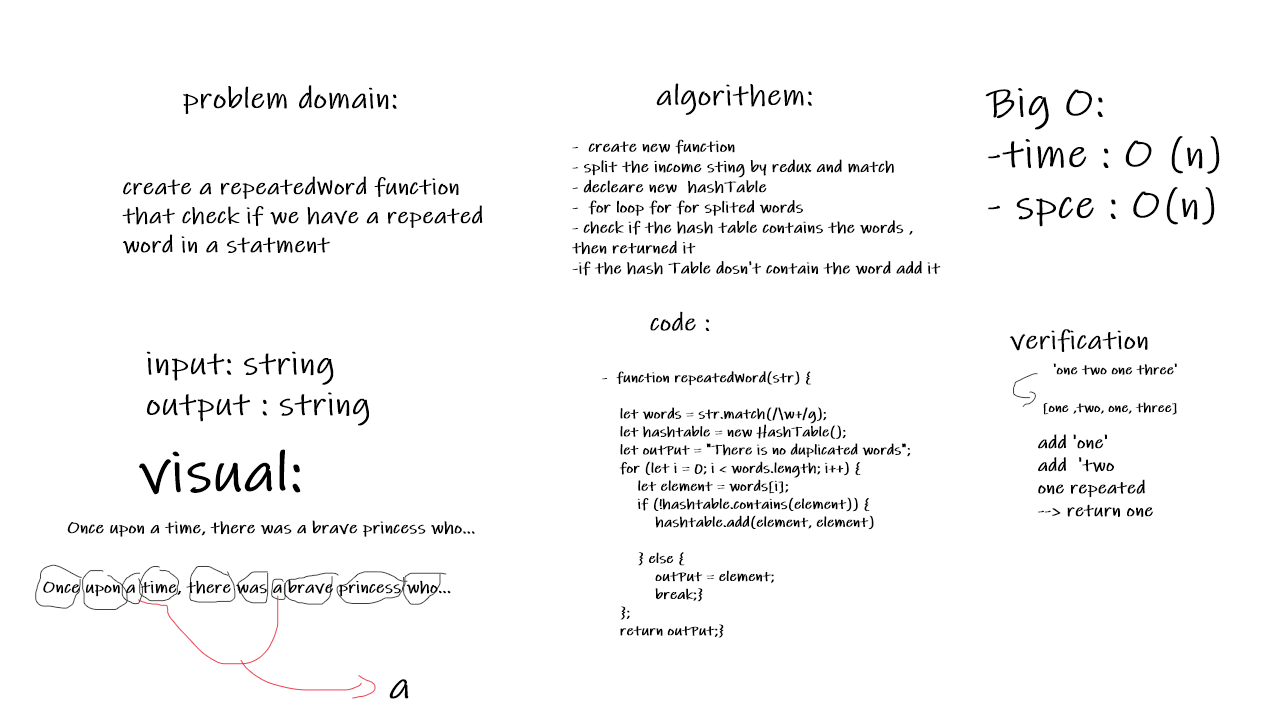 problem domain:
create a repeatedWord function
that check if we have a repeated
word in a statment
input: string
output : string
visual:
Once upon a time, there was a brave princess who...
Once upon a time, there was a brave princess who...
a
algorithem:
- create new function
- split the income sting by redux and match
- decleare new hashTable
- for loop for for splited words
- check if the hash table contains the words ,
then returned it
-if the hash Table dosn't contain the word add it
code :
- function repeatedWord(str) {
let words = str.match(/\w+/g);
let hashtable = new HashTable();
let output = "There is no duplicated words";
for (let i = 0; i < words.length; i++) {
let element = words[i];
if (!hashtable.contains(element)) {
hashtable.add(element, element)
} else {
output = element;
break;}
};
return output;}
Big O:
-time : O (n)
- spce : O(n)
verification
'one two one three'
[one ,two, one, three]
add 'one'
add 'two
one repeated
--> return one